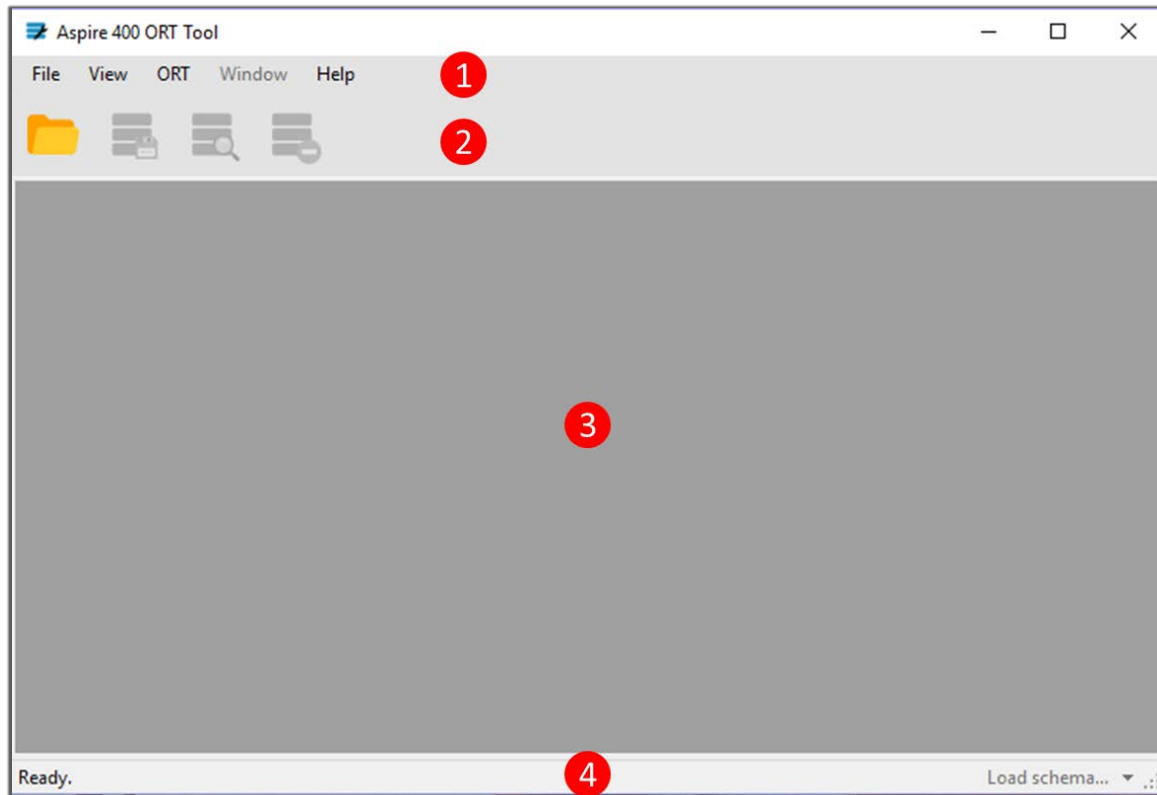 Aspire 400 ORT Tool
File View ORT Window Help
1
2
3
Ready.
4
Load schema...